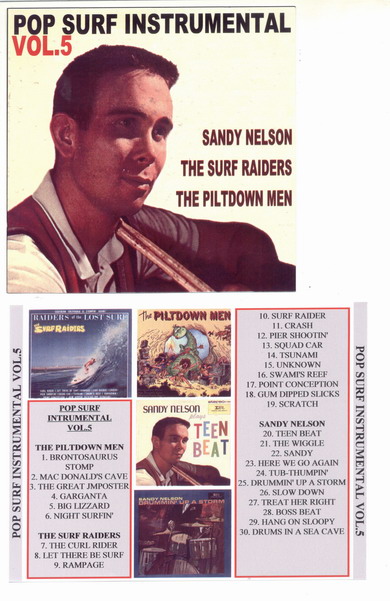 POP SURF INSTRUMENTAL
VOL.5
SANDY NELSON
THE SURF RAIDERS
THE PILTDOWN MEN
POP SURF INSTRUMENTAL VOL.5
RAIDERS of the LOST SURF
The SURF RAIDERS
The PILTDOWN MEN
POP SURF
INTRUMENTAL
VOL.5
THE PILTDOWN MEN
1. BRONTOSAURUS
STOMP
2. MAC DONALD'S CAVE
3. THE GREAT JMPOSTER
4. GARGANTA
5. BIG LIZZARD
6. NIGHT SURFIN'
THE SURF RAIDERS
7. THE CURL RIDER
8. LET THERE BE SURF
9. RAMPAGE
SANDY NELSON
plays
TEEN
BEAT
SANDY NELSON
DRUMMIN' UP A STORM
10. SURF RAIDER
11. CRASH
12. PIER SHOOTIN'
13. SQUAD CAR
14. TSUNAMI
15. UNKNOWN
16. SWAMI'S REEF
17. POINT CONCEPTION
18. GUM DIPPED SLICKS
19. SCRATCH
SANDY NELSON
20. TEEN BEAT
21. THE WIGGLE
22. SANDY
23. HERE WE GO AGAIN
24. TUB-THUMPIN'
25. DRUMMIN' UP A STORM
26. SLOW DOWN
27. TREAT HER RIGHT
28. BOSS BEAT
29. HANG ON SLOOPY
30. DRUMS IN A SEA CAVE
POP SURF INSTRUMENTAL VOL.5